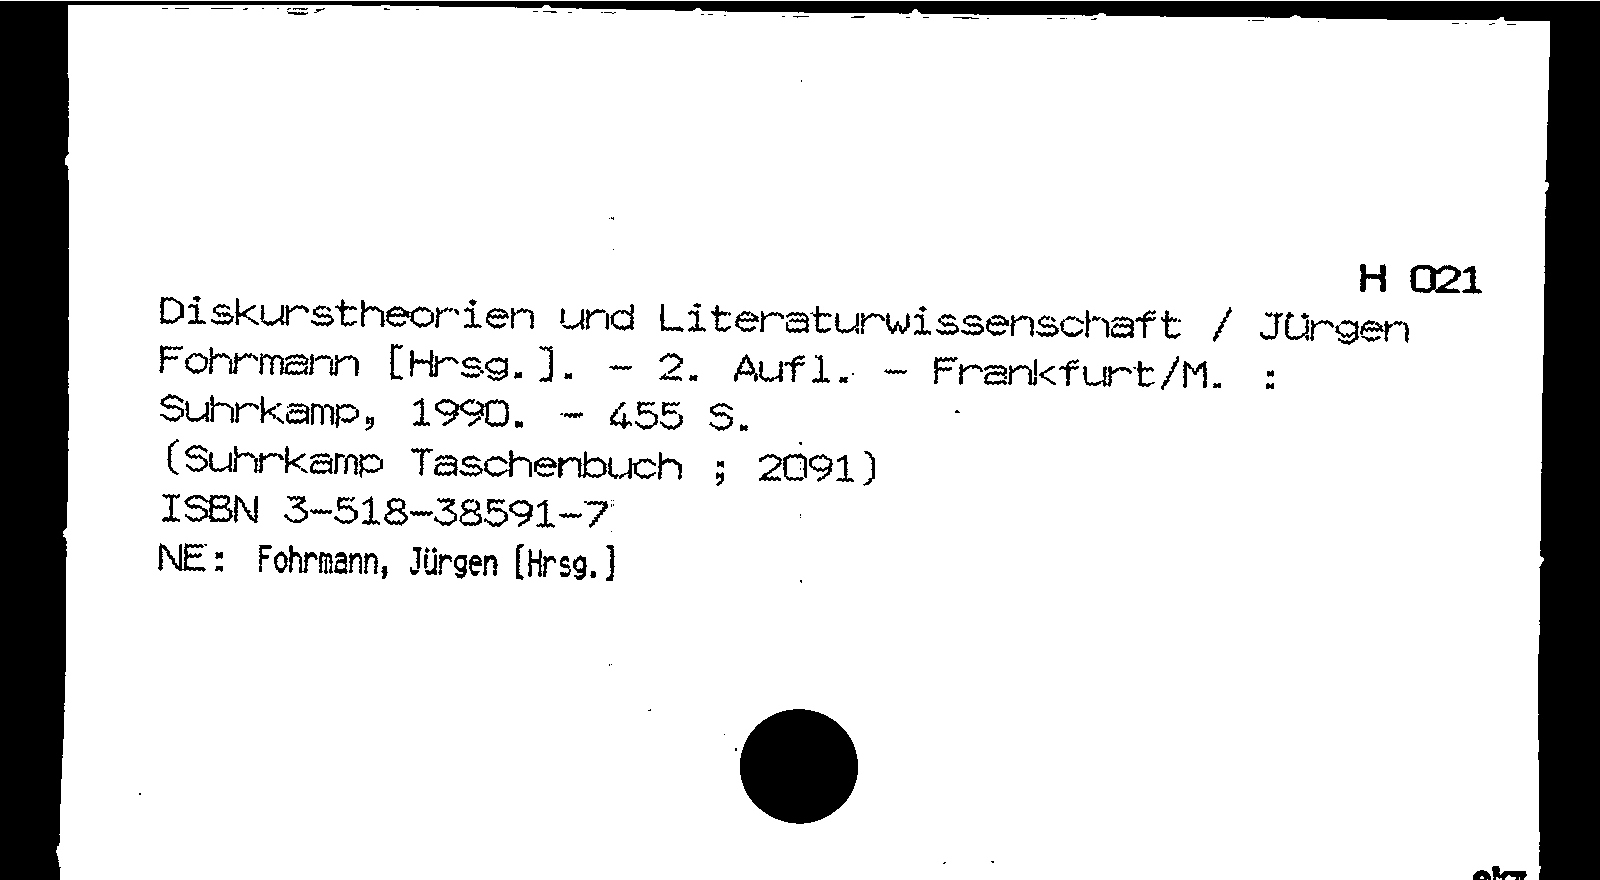 H 021
Diskurstheorien und Literaturwissenschaft / Jürgen
Fohrmann [Hrsg.]. - 2. Aufl. - Frankfurt/M. :
Suhrkamp, 1990. - 455 S.
(Suhrkamp Taschenbuch ; 2091)
ISBN 3-518-38591-7
NE: Fohrmann, Jürgen [Hrsg.]